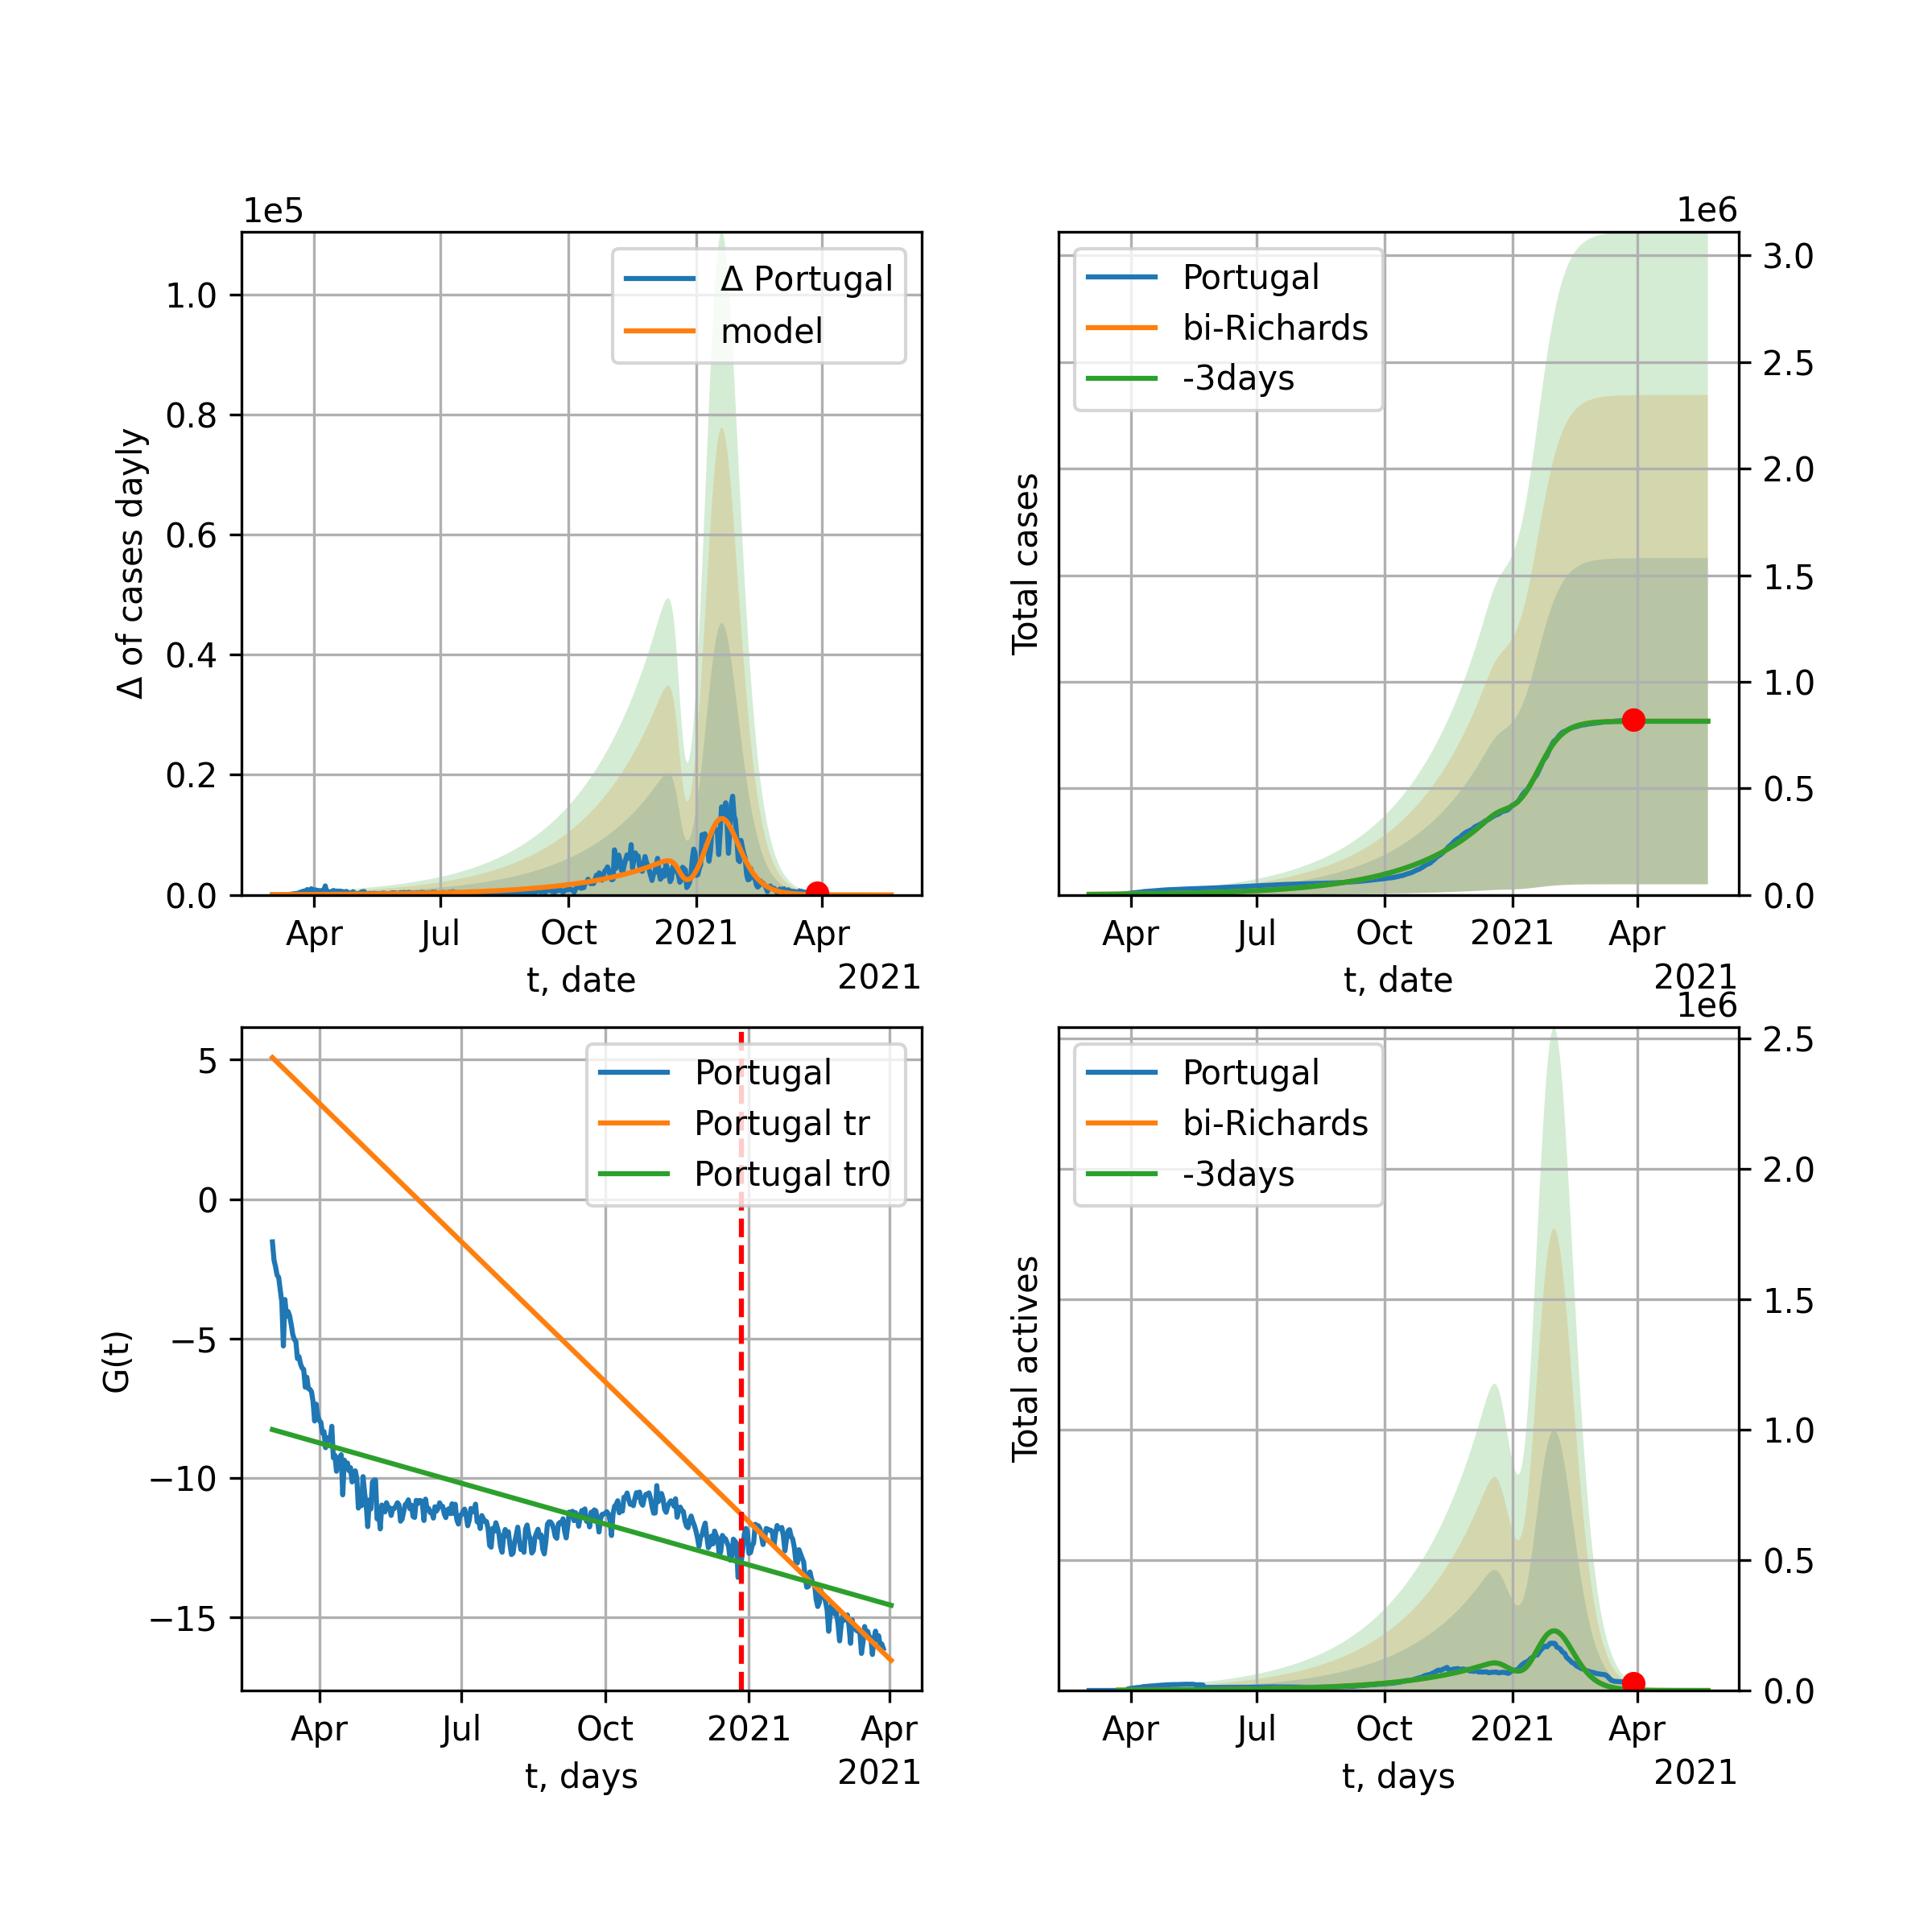 1e5
Δ of cases dayly
1.0
0.8
0.6
0.4
0.2
0.0
Δ Portugal
model
Apr Jul Oct 2021 Apr
t, date
2021
1e6
Total cases
Portugal
bi-Richards
-3days
3.0
2.5
2.0
1.5
1.0
0.5
0.0
Apr Jul Oct 2021 Apr
t, date
2021
G(t)
5
0
−5
−10
−15
Portugal
Portugal tr
Portugal tr0
Apr Jul Oct 2021 Apr
t, days
2021
1e6
Total actives
Portugal
bi-Richards
-3days
2.5
2.0
1.5
1.0
0.5
0.0
Apr Jul Oct 2021 Apr
t, days
2021